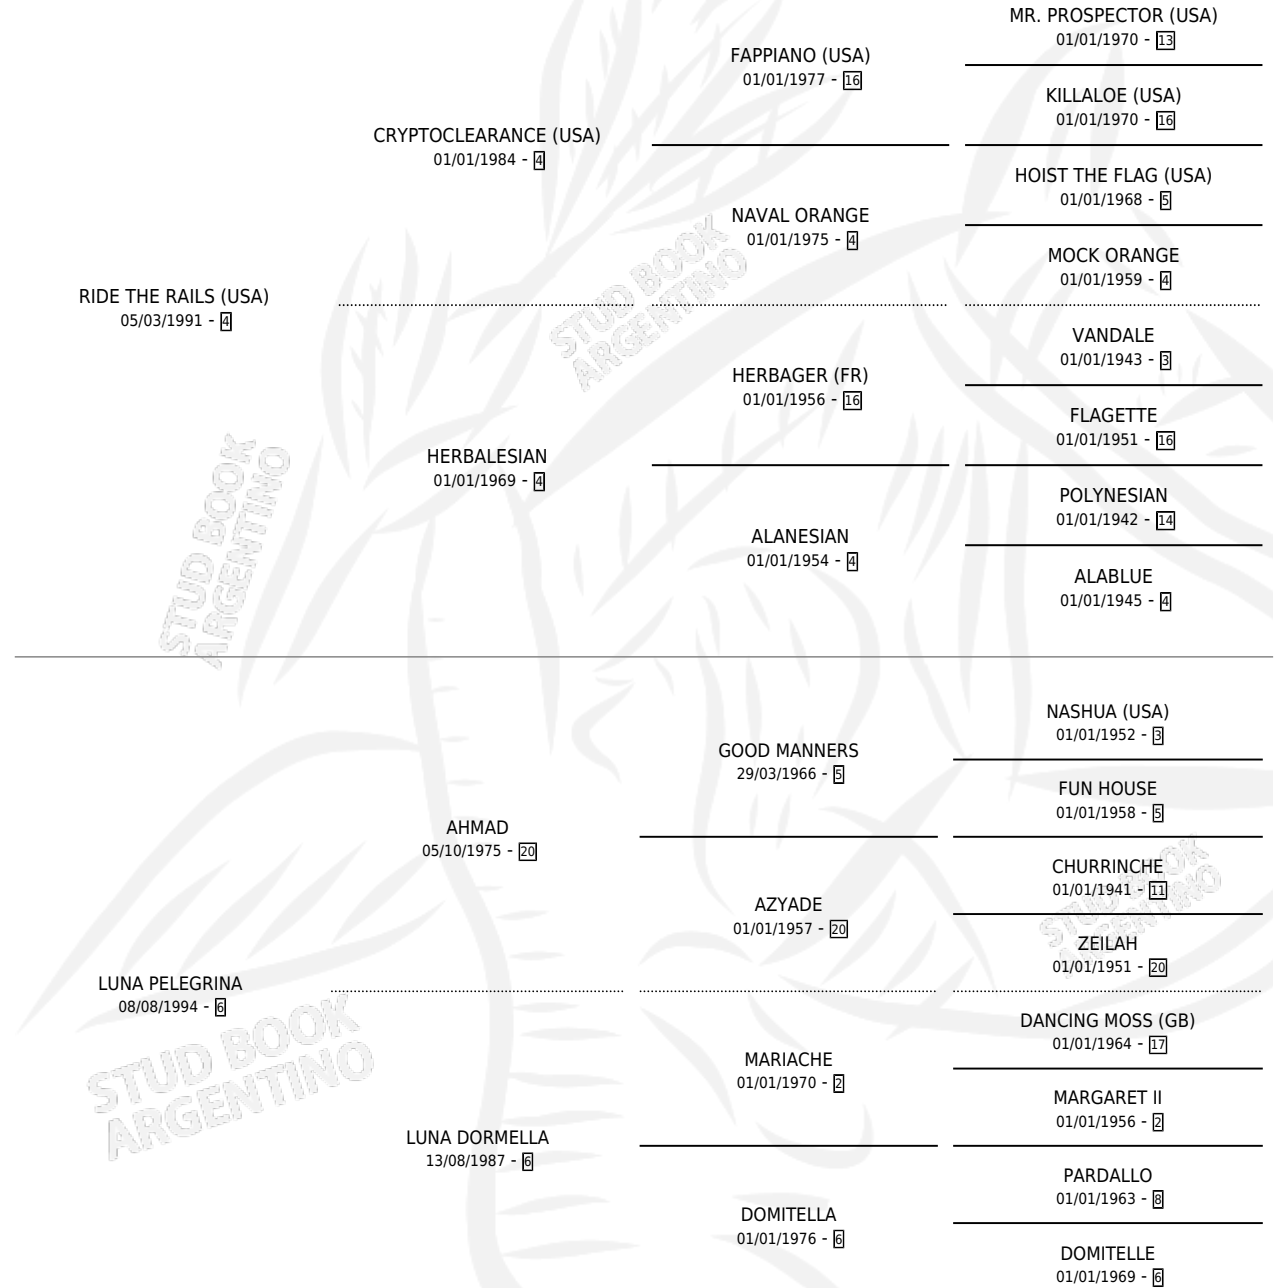 MR. PROSPECTOR (USA)
01/01/1970 - 13
FAPPIANO (USA)
01/01/1977 - 16
KILLALOE (USA)
01/01/1970 - 16
CRYPTOCLEARANCE (USA)
01/01/1984 - 4
HOIST THE FLAG (USA)
01/01/1968 - 5
NAVAL ORANGE
01/01/1975 - 4
MOCK ORANGE
01/01/1959 - 4
RIDE THE RAILS (USA)
05/03/1991 - 4
STUD BOOK
ARGENTINO
VANDALE
01/01/1943 - 3
HERBAGER (FR)
01/01/1956 - 16
FLAGETTE
01/01/1951 - 16
HERBALESIAN
01/01/1969 - 4
POLYNESIAN
01/01/1942 - 14
ALANESIAN
01/01/1954 - 4
ALABLUE
01/01/1945 - 4
STUD BOOK
ARGENTINO
NASHUA (USA)
01/01/1952 - 3
GOOD MANNERS
29/03/1966 - 5
FUN HOUSE
01/01/1958 - 5
AHMAD
05/10/1975 - 20
CHURRINCHE
01/01/1941 - 11
AZYADE
01/01/1957 - 20
STUD BOOK
ARGENTINO
ZEILAH
01/01/1951 - 20
LUNA PELEGRINA
08/08/1994 - 6
DANCING MOSS (GB)
01/01/1964 - 17
STUD BOOK
ARGENTINO
MARIACHE
01/01/1970 - 2
MARGARET II
01/01/1956 - 2
LUNA DORMELLA
13/08/1987 - 6
PARDALLO
01/01/1963 - 8
DOMITELLA
01/01/1976 - 6
DOMITELLE
01/01/1969 - 6